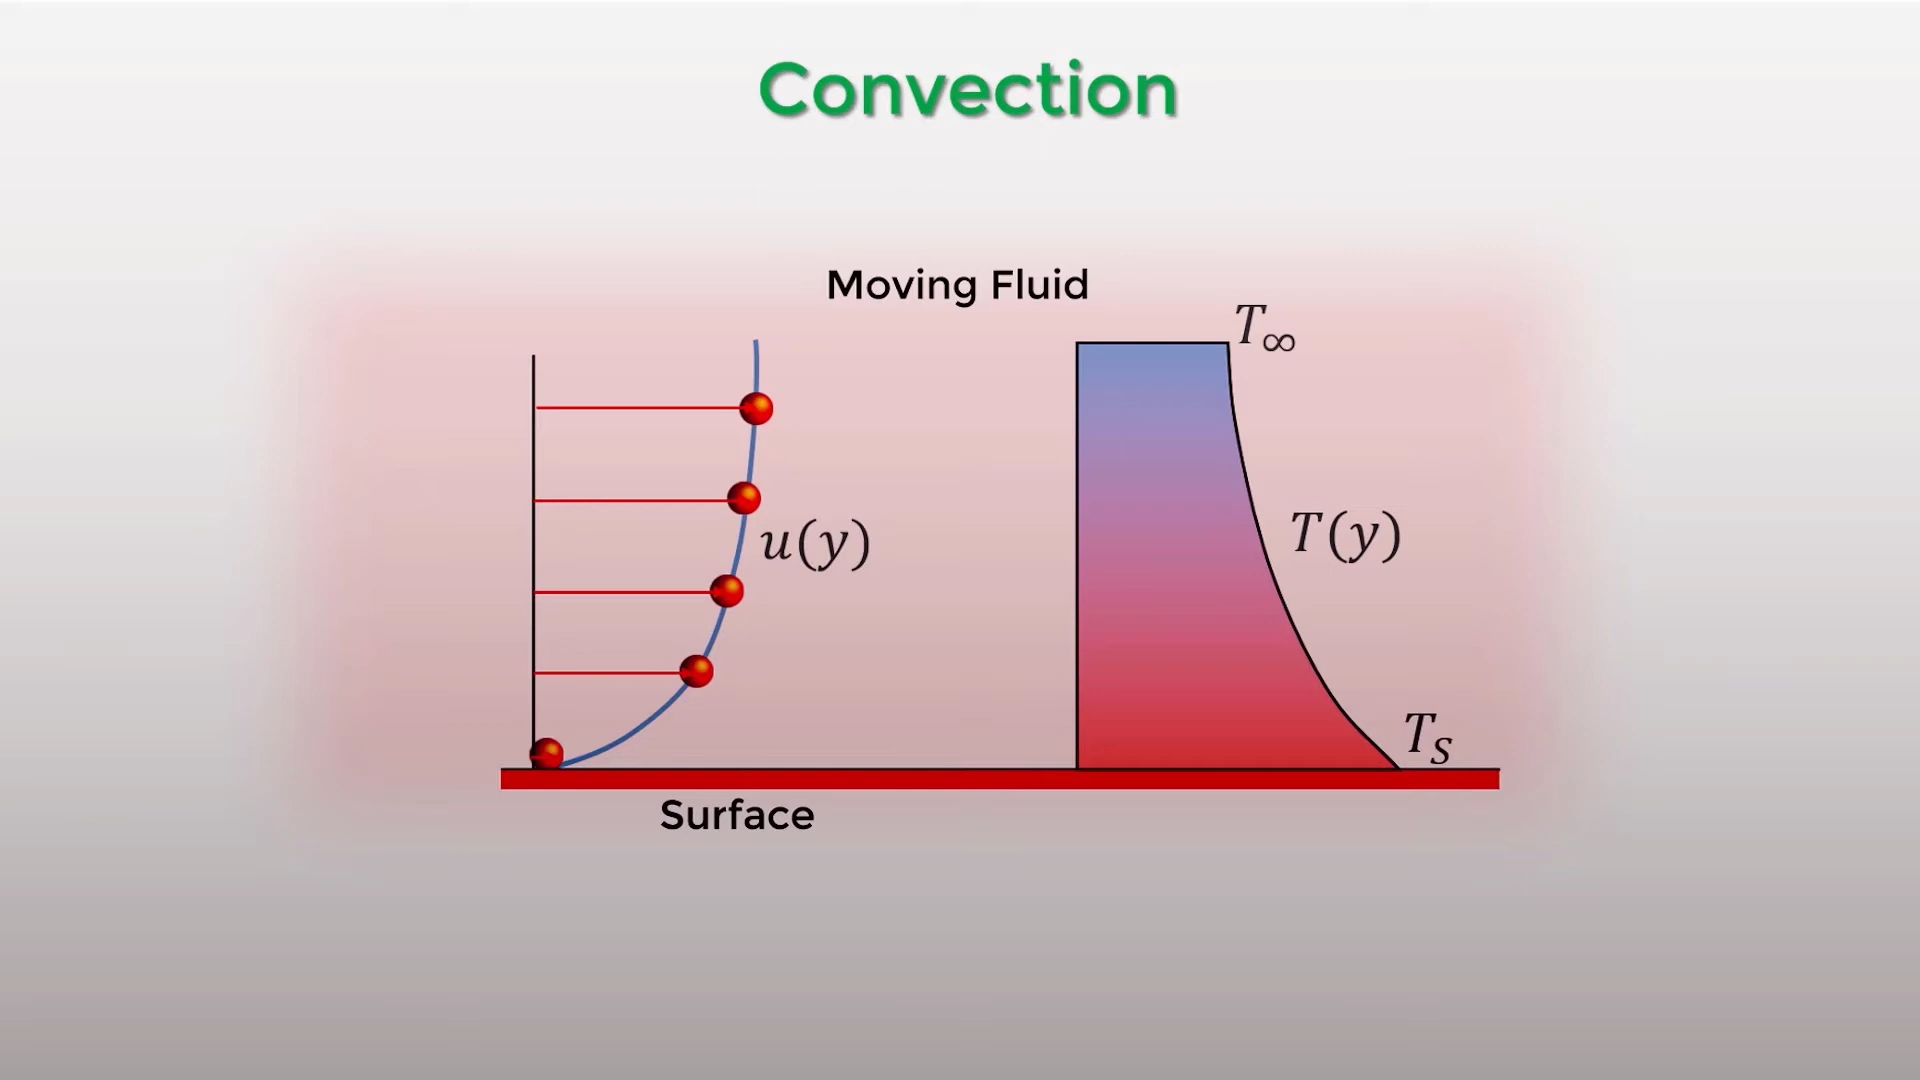 Convection
Moving Fluid
T∞
u(y)
T(y)
Ts
Surface